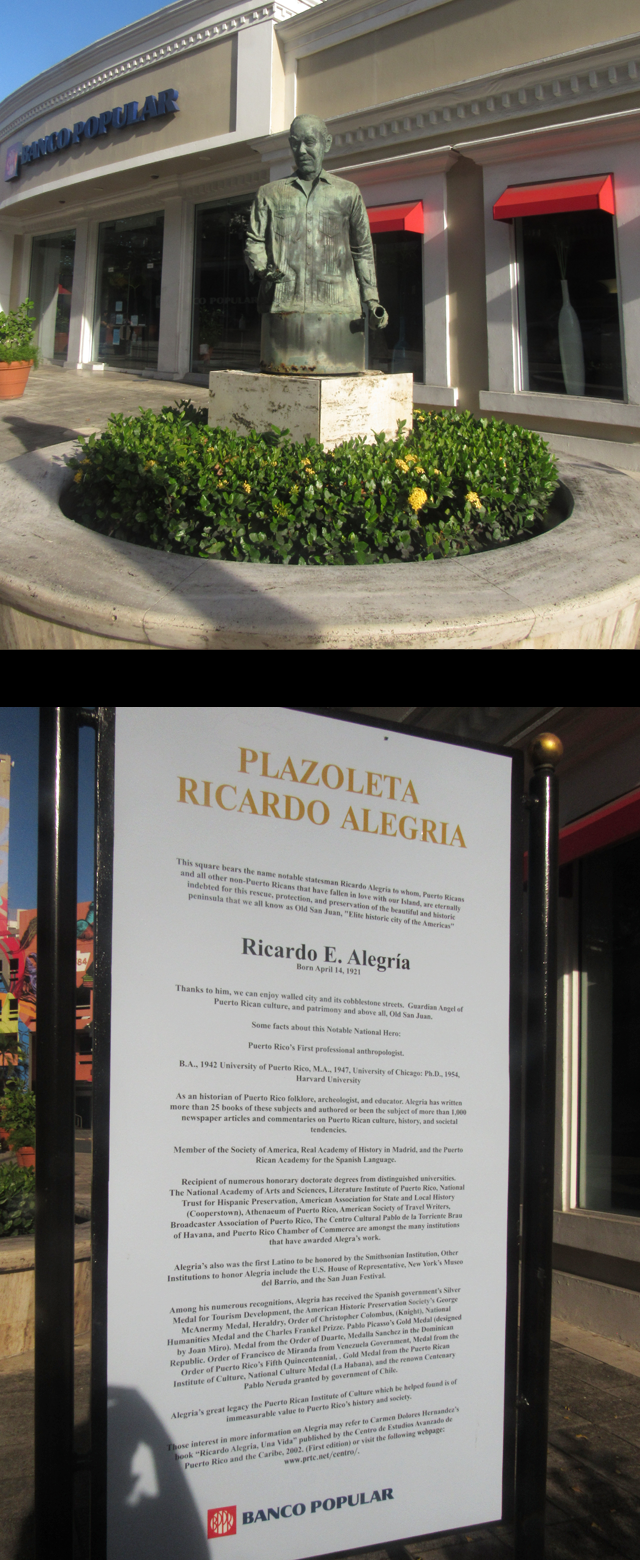 BANCO POPULAR
PLAZOLETA
RICARDO ALEGRIA
This square bears the name notable statesman Ricardo Alegria to whom, Puerto Ricans
and all other non-Puerto Ricans that have fallen in love with our Island, are eternally
indebted for this rescue, protection, and preservation of the beautiful and historic
peninsula that we all know as Old San Juan, "Elite historic city of the Americas"
Ricardo E. Alegría
Born April 14, 1921
Thanks to him, we can enjoy walled city and its cobblestone streets. Guardian Angel of
Puerto Rican culture, and patrimony and above all, Old San Juan.
Some facts about this Notable National Hero:
Puerto Rico's First professional anthropologist.
B.A., 1942 University of Puerto Rico, M.A., 1947, University of Chicago: Ph.D., 1954,
Harvard University
As an historian of Puerto Rico folklore, archeologist, and educator. Alegria has written
more than 25 books of these subjects and authored or been the subject of more than 1,000
newspaper articles and commentaries on Puerto Rican culture, history, and societal
tendencies.
Member of the Society of America, Real Academy of History in Madrid, and the Puerto
Rican Academy for the Spanish Language.
Recipient of numerous honorary doctorate degrees from distinguished universities.
The National Academy of Arts and Sciences, Literature Institute of Puerto Rico, National
Trust for Hispanic Preservation, American Association for State and Local History
(Cooperstown), Athenaeum of Puerto Rico, American Society of Travel Writers,
Broadcaster Association of Puerto Rico, The Centro Cultural Pablo de la Torriente Brau
of Havana, and Puerto Rico Chamber of Commerce are amongst the many institutions
that have awarded Alegra's work.
Alegria's also was the first Latino to be honored by the Smithsonian Institution, Other
Institutions to honor Alegria include the U.S. House of Representative, New York's Museo
del Barrio, and the San Juan Festival.
Among his numerous recognitions, Alegria has received the Spanish government's Silver
Medal for Tourism Development, the American Historic Preservation Society's George
McAnermy Medal, Heraldry, Order of Christopher Columbus, (Knight), National
Humanities Medal and the Charles Frankel Prizze. Pablo Picasso's Gold Medal (designed
by Joan Miro). Medal from the Order of Duarte, Medalla Sanchez in the Dominican
Republic. Order of Francisco de Miranda from Venezuela Government, Medal from the
Order of Puerto Rico's Fifth Quincentennial, . Gold Medal from the Puerto Rican
Institute of Culture, National Culture Medal (La Habana), and the renown Centenary
Pablo Neruda granted by government of Chile.
Alegria's great legacy the Puerto Rican Institute of Culture which he helped found is of
immeasurable value to Puerto Rico's history and society.
Those interest in more information on Alegria may refer to Carmen Dolores Hernandez's
book "Ricardo Alegria, Una Vida" published by the Centro de Estudios Avanzado de
Puerto Rico and the Caribe, 2002. (First edition) or visit the following webpage:
www.prtc.net/centro/.
BANCO POPULAR